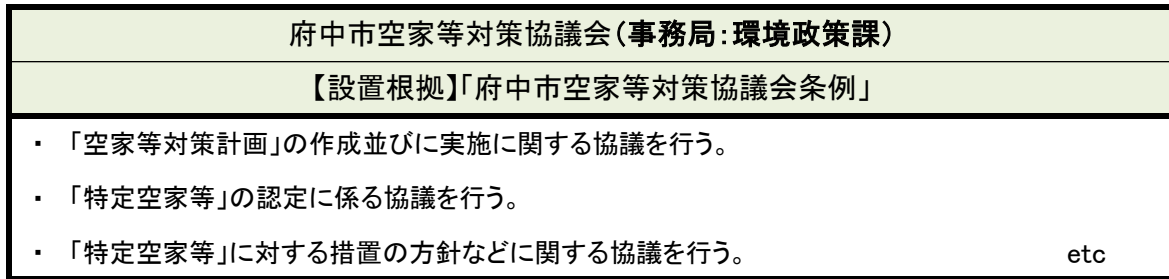 府中市空家等対策協議会（事務局：環境政策課）
【設置根拠】「府中市空家等対策協議会条例」
・ 「空家等対策計画」の作成並びに実施に関する協議を行う。
・ 「特定空家等」の認定に係る協議を行う。
・ 「特定空家等」に対する措置の方針などに関する協議を行う。 etc